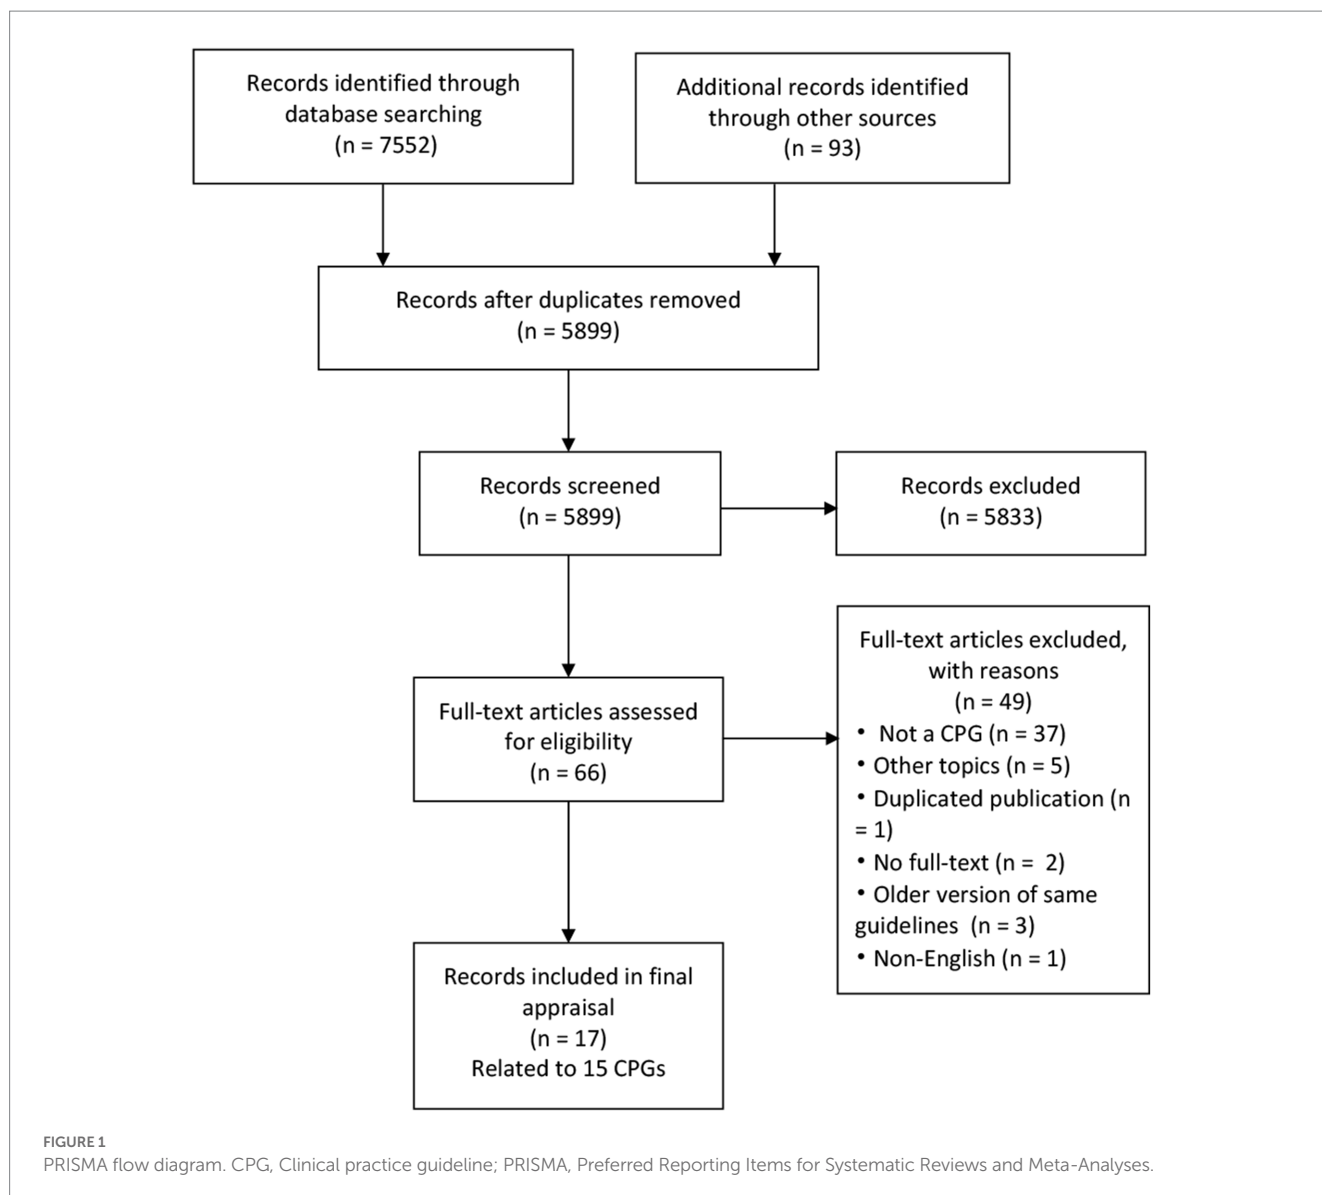 Records identified through
database searching
(n = 7552)
Additional records identified
through other sources
(n = 93)
Records after duplicates removed
(n = 5899)
Records screened
(n = 5899)
Records excluded
(n = 5833)
Full-text articles assessed
for eligibility
(n = 66)
Full-text articles excluded,
with reasons
(n = 49)
• Not a CPG (n = 37)
• Other topics (n = 5)
• Duplicated publication (n
= 1)
• No full-text (n =  2)
• Older version of same
guidelines  (n = 3)
• Non-English (n = 1)
Records included in final
appraisal
(n = 17)
Related to 15 CPGs
FIGURE 1
PRISMA flow diagram. CPG, Clinical practice guideline; PRISMA, Preferred Reporting Items for Systematic Reviews and Meta-Analyses.